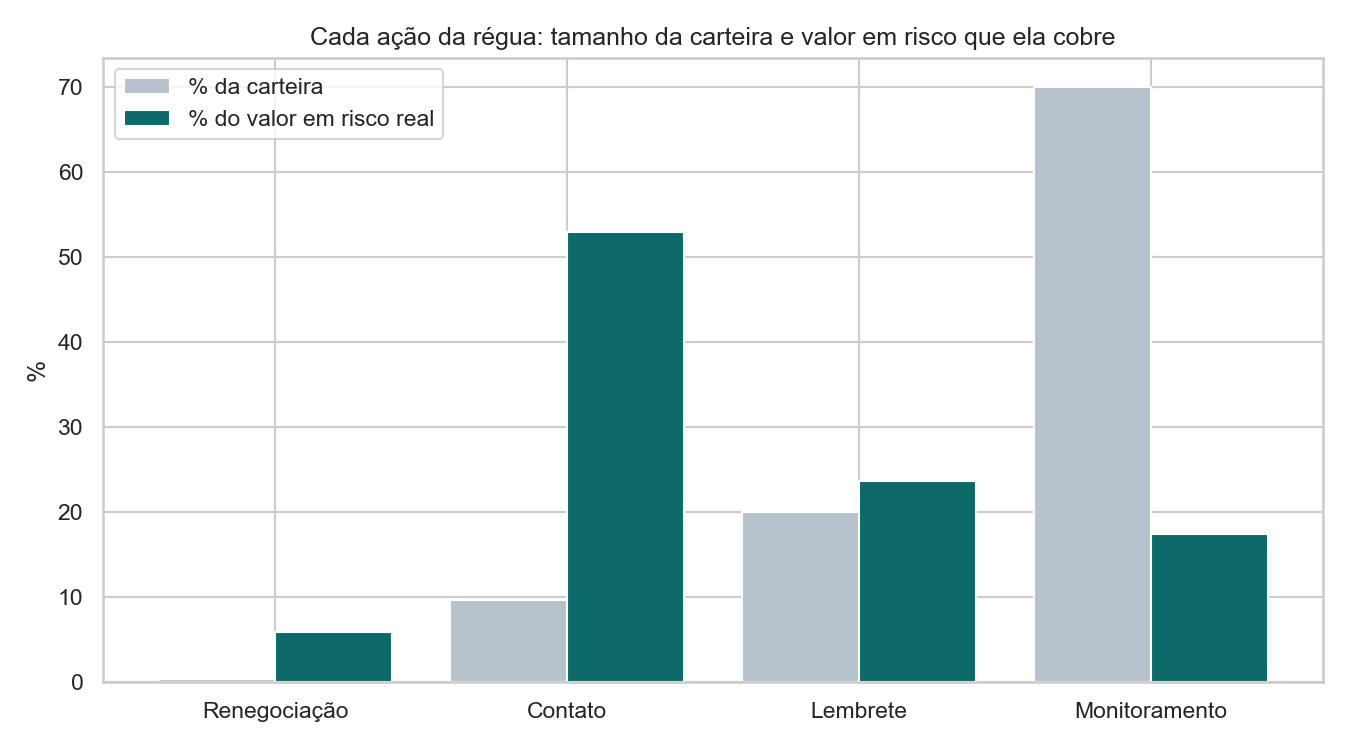 Cada ação da régua: tamanho da carteira e valor em risco que ela cobre
% da carteira
% do valor em risco real
70
60
50
40
30
20
10
0
%
Renegociação
Contato
Lembrete
Monitoramento